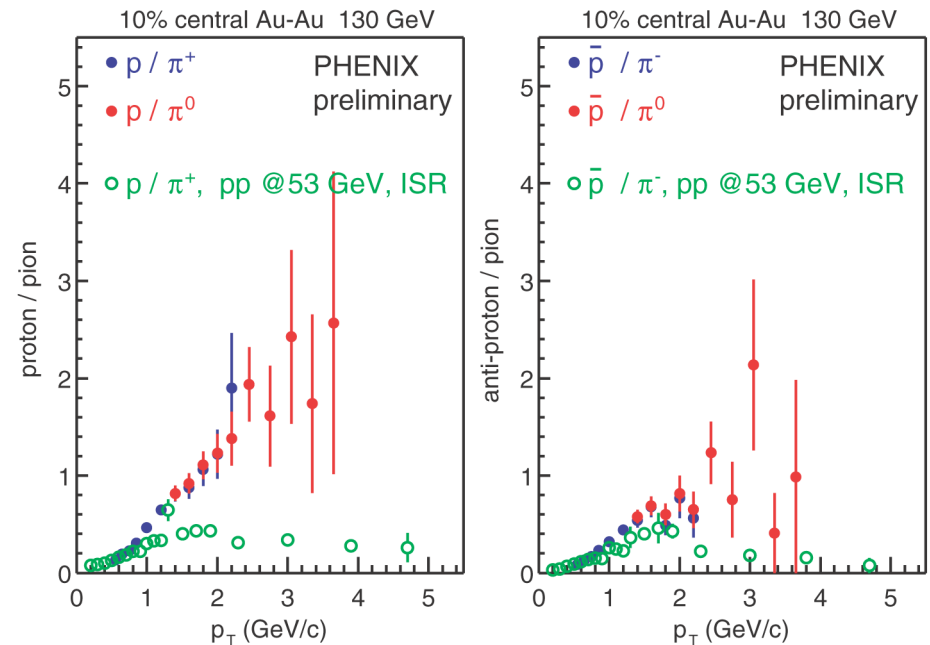 10% central Au-Au 130 GeV
p / π⁺
PHENIX
preliminary
p / π⁰
p / π⁺, pp @53 GeV, ISR
proton / pion
5
4
3
2
1
0
0 1 2 3 4 5
p_T (GeV/c)
10% central Au-Au 130 GeV
p̄ / π⁻
PHENIX
preliminary
p̄ / π⁰
p̄ / π⁻, pp @53 GeV, ISR
anti-proton / pion
5
4
3
2
1
0
0 1 2 3 4 5
p_T (GeV/c)